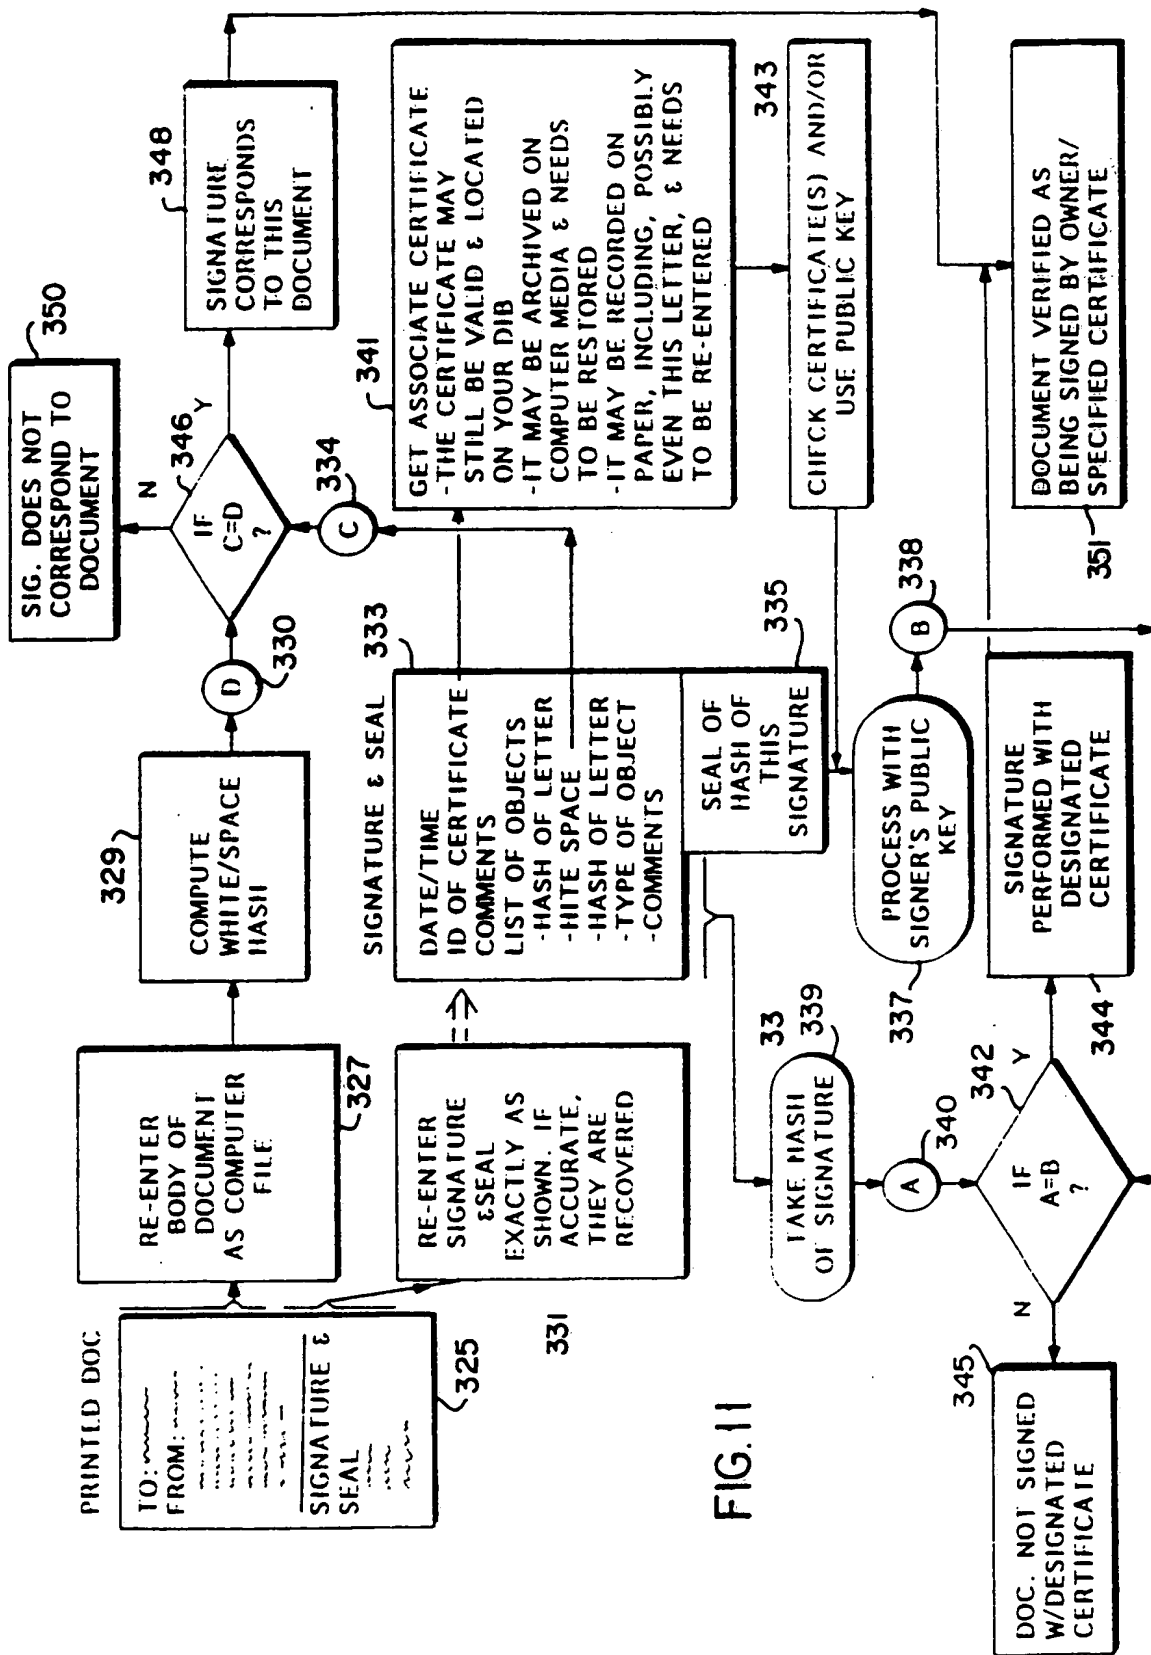 PRINTED DOC
TO:
FROM:
SIGNATURE &
SEAL
325
RE-ENTER
BODY OF
DOCUMENT
AS COMPUTER
FILE
327
COMPUTE
WHITE/SPACE
HASH
329
D
330
IF
C=D
?
346
N
Y
SIG. DOES NOT
CORRESPOND TO
DOCUMENT
350
SIGNATURE
CORRESPONDS
TO THIS
DOCUMENT
348
C
334
RE-ENTER
SIGNATURE
&SEAL
EXACTLY AS
SHOWN. IF
ACCURATE,
THEY ARE
RECOVERED
331
SIGNATURE & SEAL
333
DATE/TIME
ID OF CERTIFICATE
COMMENTS
LIST OF OBJECTS
-HASH OF LETTER
-HITE SPACE
-HASH OF LETTER
-TYPE OF OBJECT
-COMMENTS
SEAL OF
HASH OF
THIS
SIGNATURE
335
341
GET ASSOCIATE CERTIFICATE
-THE CERTIFICATE MAY
STILL BE VALID & LOCATED
ON YOUR DIB
-IT MAY BE ARCHIVED ON
COMPUTER MEDIA & NEEDS
TO BE RESTORED
-IT MAY BE RECORDED ON
PAPER, INCLUDING, POSSIBLY
EVEN THIS LETTER, & NEEDS
TO BE RE-ENTERED
343
CHECK CERTIFICATE(S) AND/OR
USE PUBLIC KEY
33
339
TAKE HASH
OF SIGNATURE
A
340
PROCESS WITH
SIGNER'S PUBLIC
KEY
337
B
338
IF
A=B
?
342
N
Y
345
DOC. NOT SIGNED
W/DESIGNATED
CERTIFICATE
SIGNATURE
PERFORMED WITH
DESIGNATED
CERTIFICATE
344
DOCUMENT VERIFIED AS
BEING SIGNED BY OWNER/
SPECIFIED CERTIFICATE
351
FIG. 11